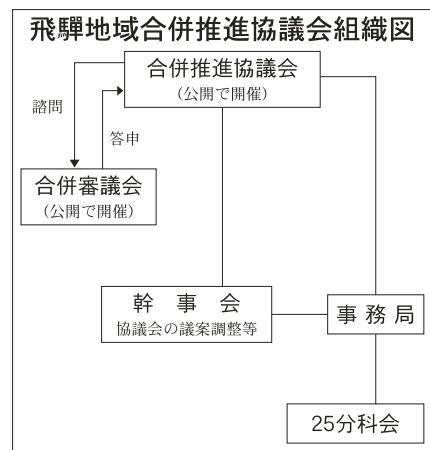 飛驒地域合併推進協議会組織図
合併推進協議会
(公開で開催)
諮問
答申
合併審議会
(公開で開催)
幹事会
協議会の議案調整等
事務局
25分科会